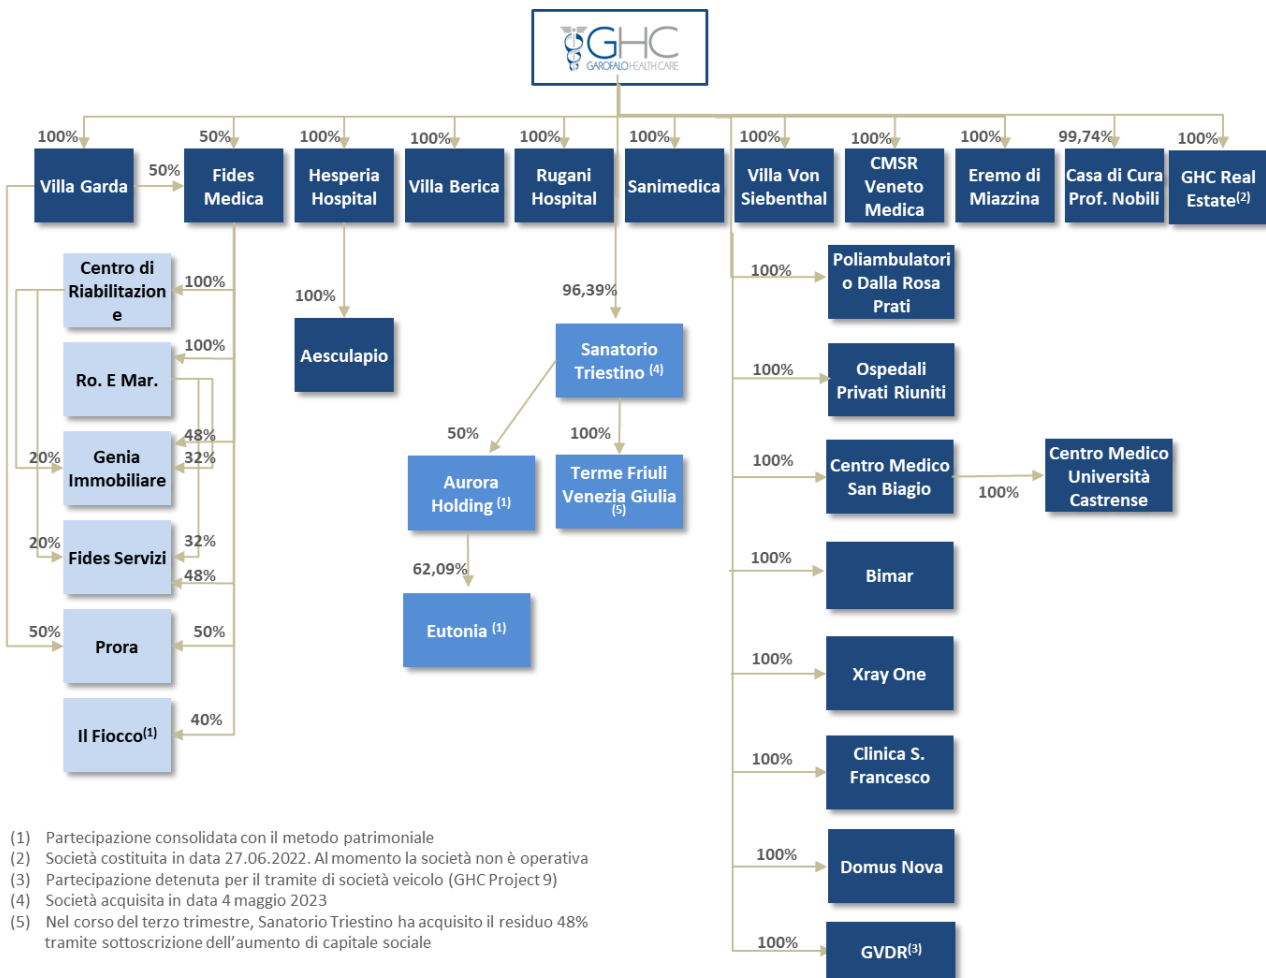 GHC
GAROFALO HEALTH CARE
100%
50%
100%
100%
100%
100%
100%
100%
100%
99,74%
100%
Villa Garda
50%
Fides
Medica
Hesperia
Hospital
Villa Berica
Rugani
Hospital
Sanimedica
Villa Von
Siebenthal
CMSR
Veneto
Medica
Eremo di
Miazzina
Casa di Cura
Prof. Nobili
GHC Real
Estate(2)
Centro di
Riabilitazion
e
100%
100%
Ro. E Mar.
48%
20%
32%
Genia
Immobiliare
20%
32%
Fides Servizi
48%
50%
50%
Prora
40%
Il Fiocco(1)
100%
Aesculapio
96,39%
Sanatorio
Triestino (4)
50%
100%
Aurora
Holding (1)
Terme Friuli
Venezia Giulia
(5)
62,09%
Eutonia (1)
100%
Poliambulatori
o Dalla Rosa
Prati
100%
Ospedali
Privati Riuniti
100%
Centro Medico
San Biagio
100%
Centro Medico
Università
Castrense
100%
Bimar
100%
Xray One
100%
Clinica S.
Francesco
100%
Domus Nova
100%
GVDR(3)
(1) Partecipazione consolidata con il metodo patrimoniale
(2) Società costituita in data 27.06.2022. Al momento la società non è operativa
(3) Partecipazione detenuta per il tramite di società veicolo (GHC Project 9)
(4) Società acquisita in data 4 maggio 2023
(5) Nel corso del terzo trimestre, Sanatorio Triestino ha acquisito il residuo 48%
tramite sottoscrizione dell'aumento di capitale sociale